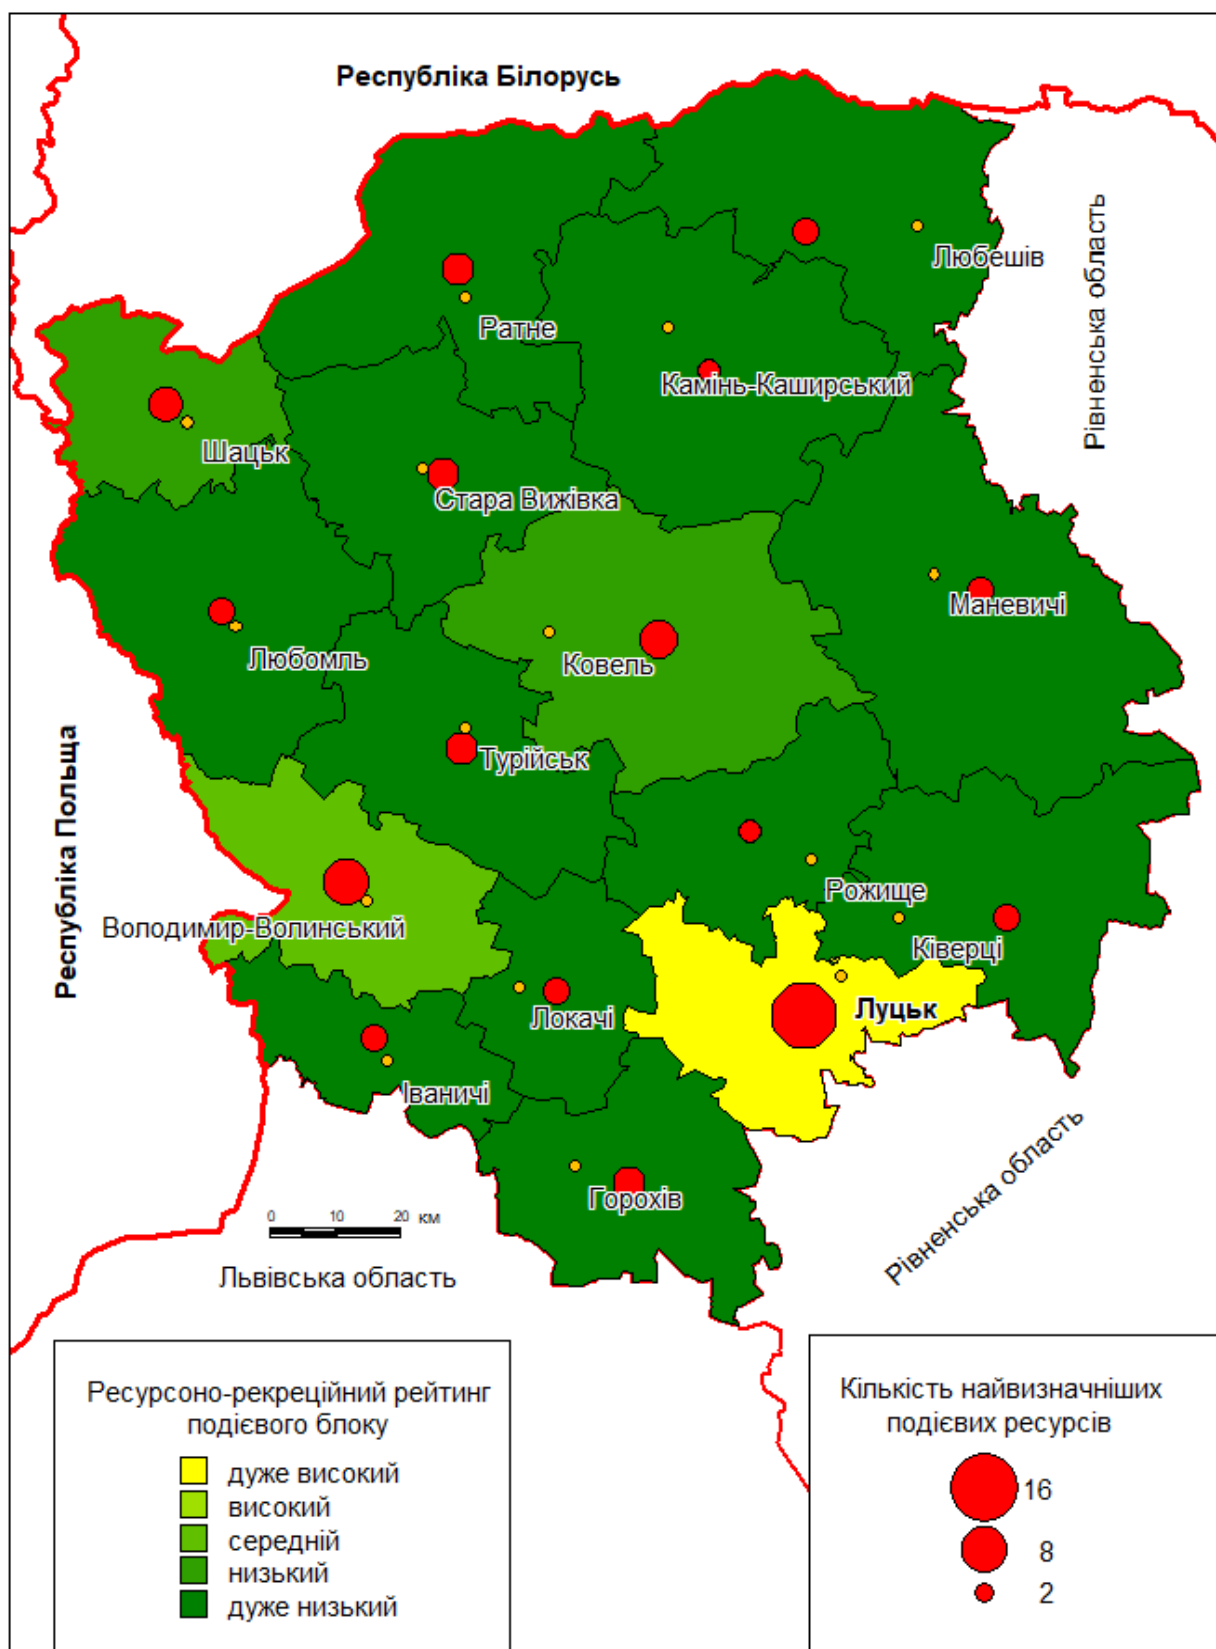 Республіка Білорусь
Рівненська область
Любешів
Ратне
Камінь-Каширський
Шацьк
Стара Вижівка
Маневичі
Любомль
Ковель
Турійськ
Республіка Польща
Рожище
Володимир-Волинський
Ківерці
Луцьк
Локачі
Іваничі
Горохів
Рівненська область
0 10 20 км
Львівська область
Ресурсоно-рекреційний рейтинг
подієвого блоку
дуже високий
високий
середній
низький
дуже низький
Кількість найвизначніших
подієвих ресурсів
16
8
2